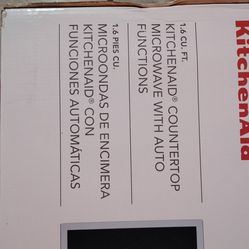 KitchenAid
1.6 CU. FT.
KITCHENAID® COUNTERTOP
MICROWAVE WITH AUTO
FUNCTIONS
1.6 PIES CU.
MICROONDAS DE ENCIMERA
KITCHENAID® CON
FUNCIONES AUTOMÁTICAS